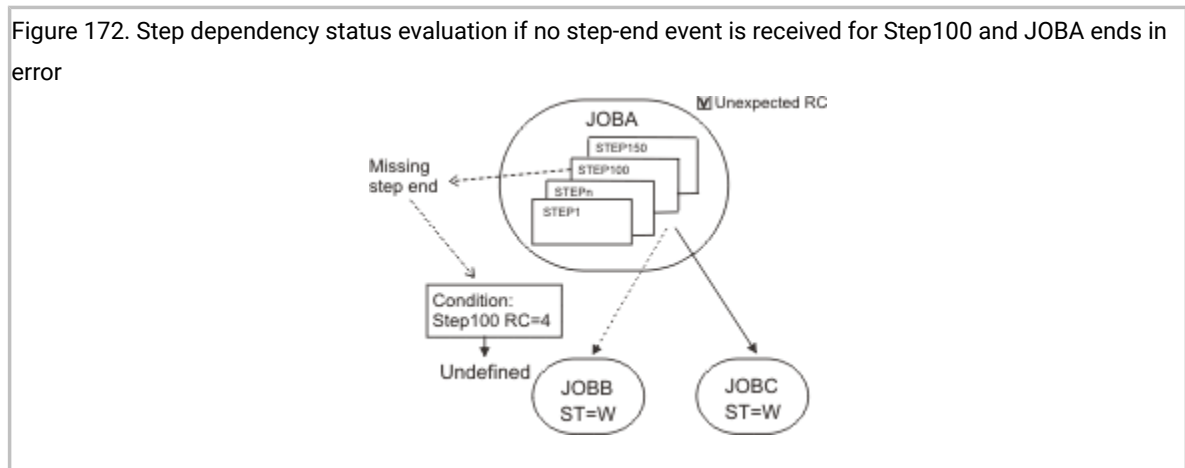 Figure 172. Step dependency status evaluation if no step-end event is received for Step100 and JOBA ends in
error
Unexpected RC
JOBA
STEP150
STEP100
STEPn
STEP1
Missing
step end
Condition:
Step100 RC=4
Undefined
JOBB
ST=W
JOBC
ST=W